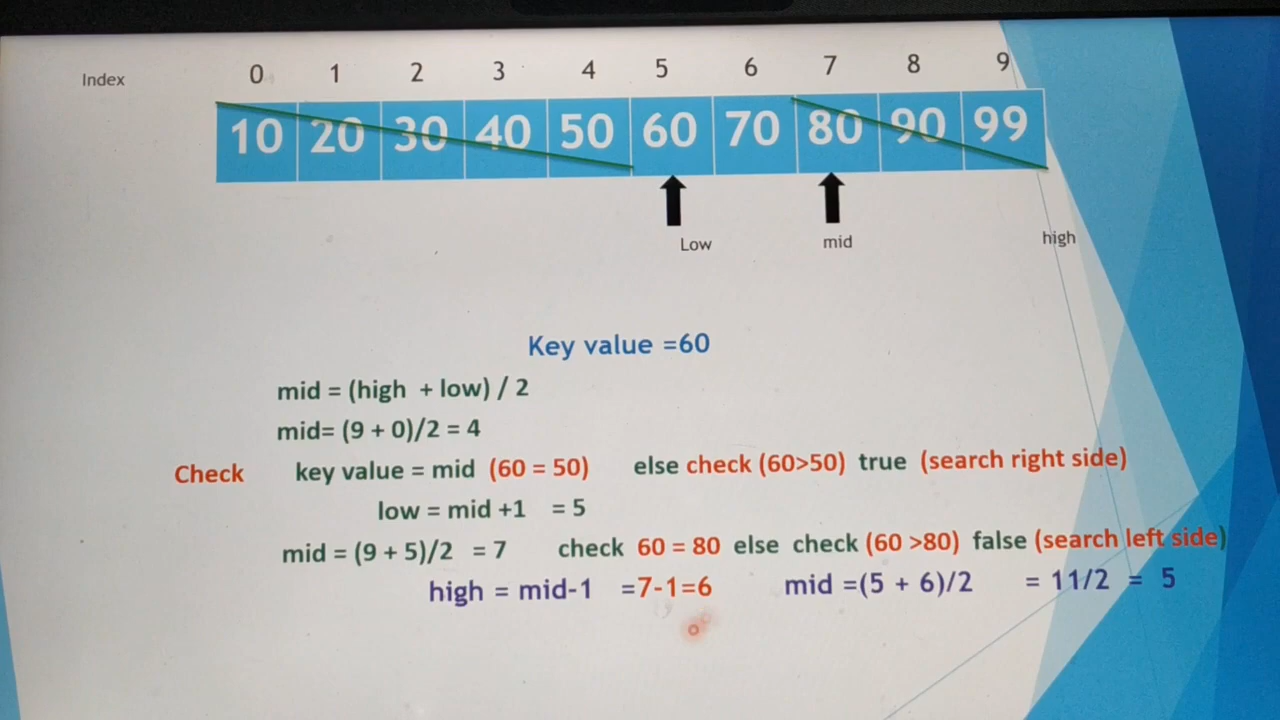 Index 0 1 2 3 4 5 6 7 8 9
10 20 30 40 50 60 70 80 90 99
Low mid high
Key value =60
mid = (high + low) / 2
mid= (9 + 0)/2 = 4
Check key value = mid (60 = 50) else check (60>50) true (search right side)
low = mid +1 = 5
mid = (9 + 5)/2 = 7 check 60 = 80 else check (60 >80) false (search left side)
high = mid-1 =7-1=6 mid =(5 + 6)/2 = 11/2 = 5